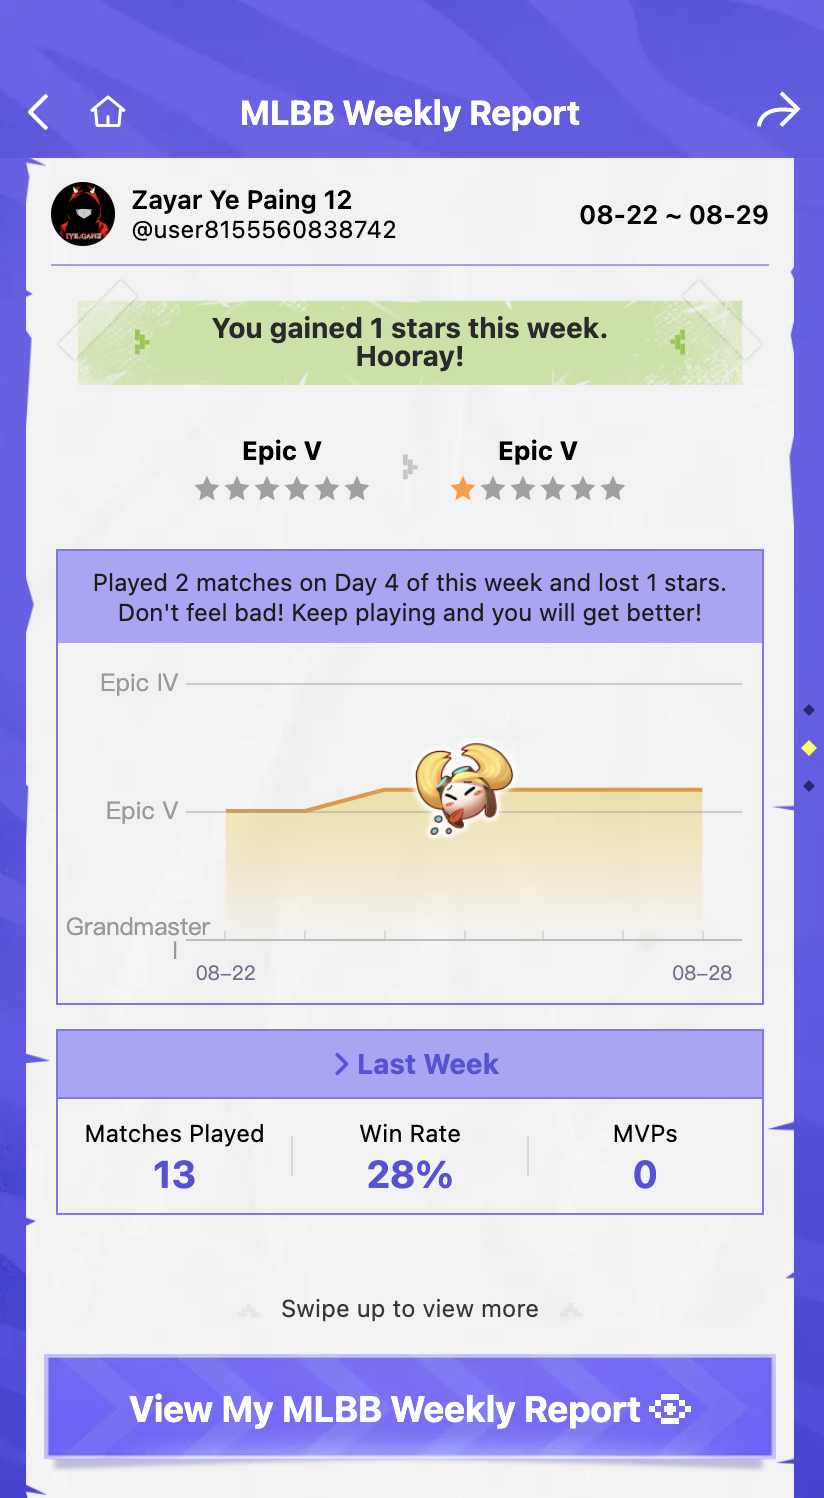 MLBB Weekly Report
Zayar Ye Paing 12
@user8155560838742
08-22 ~ 08-29
You gained 1 stars this week.
Hooray!
Epic V
Epic V
Played 2 matches on Day 4 of this week and lost 1 stars.
Don't feel bad! Keep playing and you will get better!
Epic IV
Epic V
Grandmaster
I
08-22
08-28
Last Week
Matches Played
Win Rate
MVPs
13
28%
0
Swipe up to view more
View My MLBB Weekly Report